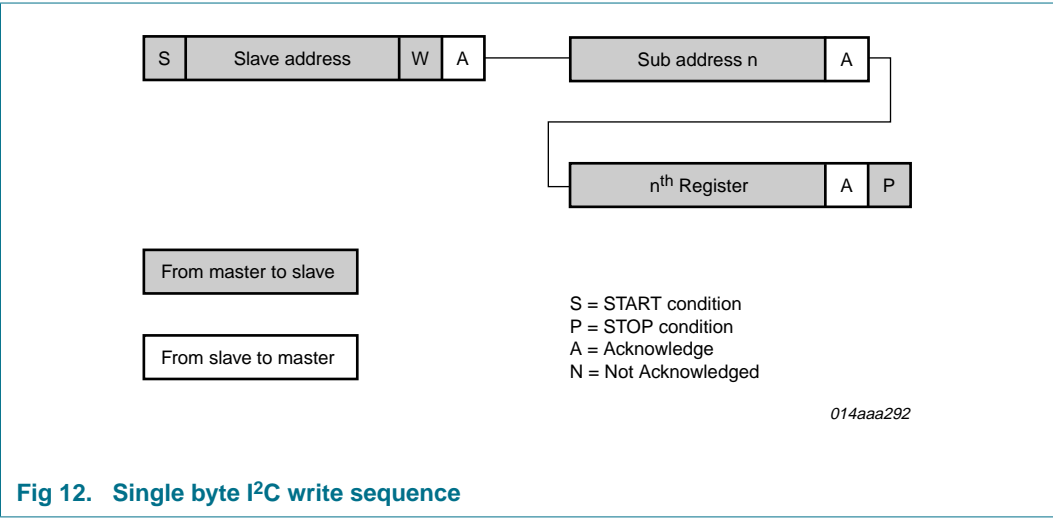 S Slave address W A Sub address n A
nth Register A P
From master to slave
From slave to master
S = START condition
P = STOP condition
A = Acknowledge
N = Not Acknowledged
014aaa292
Fig 12. Single byte I2C write sequence